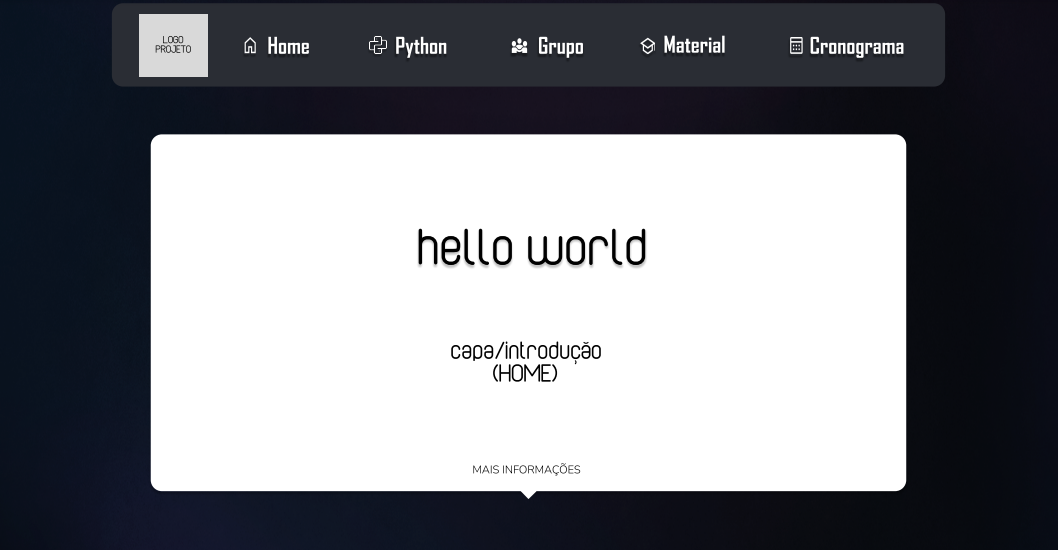 LOGO
PROJETO
Home
Python
Grupo
Material
Cronograma
hello world
capa/introdução
(HOME)
MAIS INFORMAÇÕES